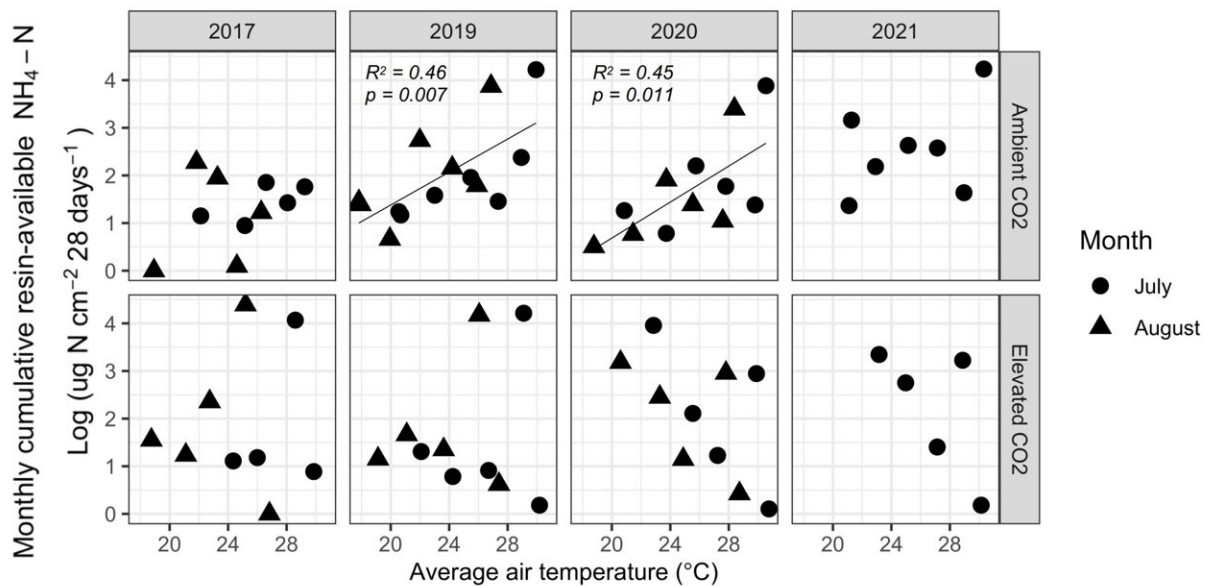 2017
2019
2020
2021
Monthly cumulative resin-available NH₄ – N
Log (ug N cm⁻² 28 days⁻¹ )
4
3
2
1
0
R² = 0.46
p = 0.007
R² = 0.45
p = 0.011
Ambient CO2
4
3
2
1
0
Elevated CO2
20 24 28
20 24 28
20 24 28
20 24 28
Average air temperature (°C)
Month
July
August